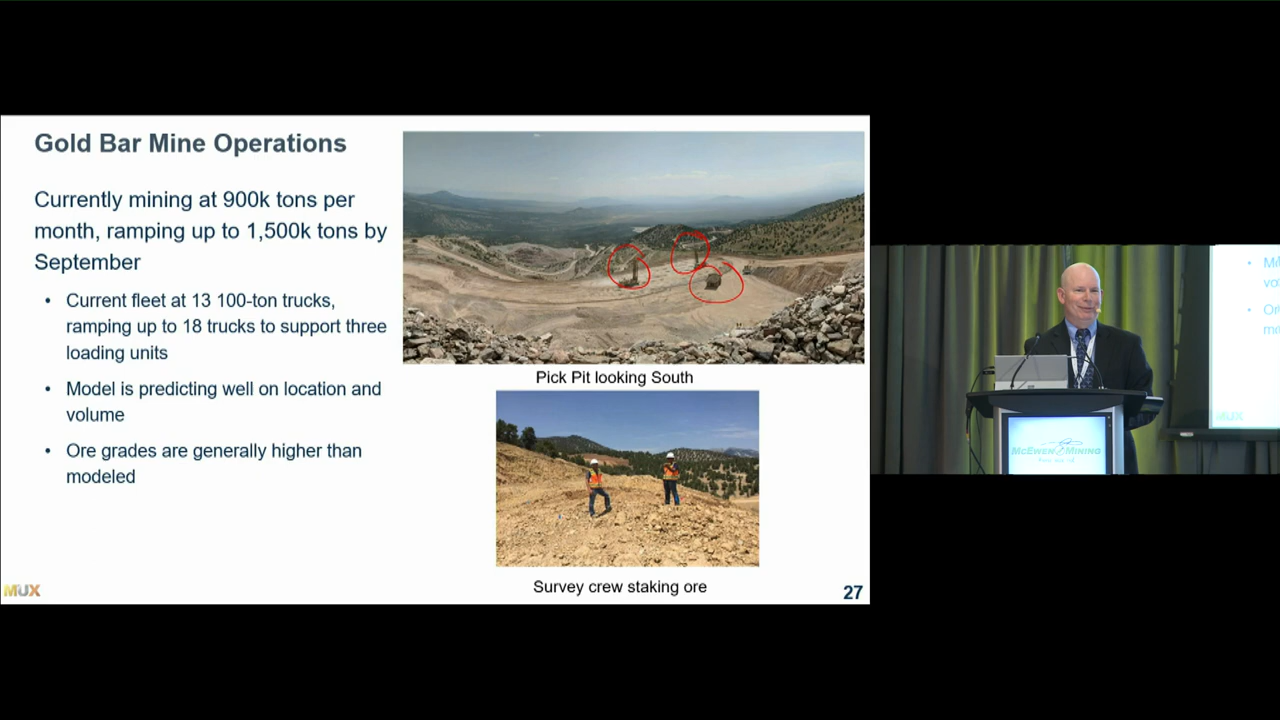 Gold Bar Mine Operations
Currently mining at 900k tons per
month, ramping up to 1,500k tons by
September
• Current fleet at 13 100-ton trucks,
ramping up to 18 trucks to support three
loading units
• Model is predicting well on location and
volume
• Ore grades are generally higher than
modeled
Pick Pit looking South
Survey crew staking ore
MUX
27
MCEWEN MINING
MUX